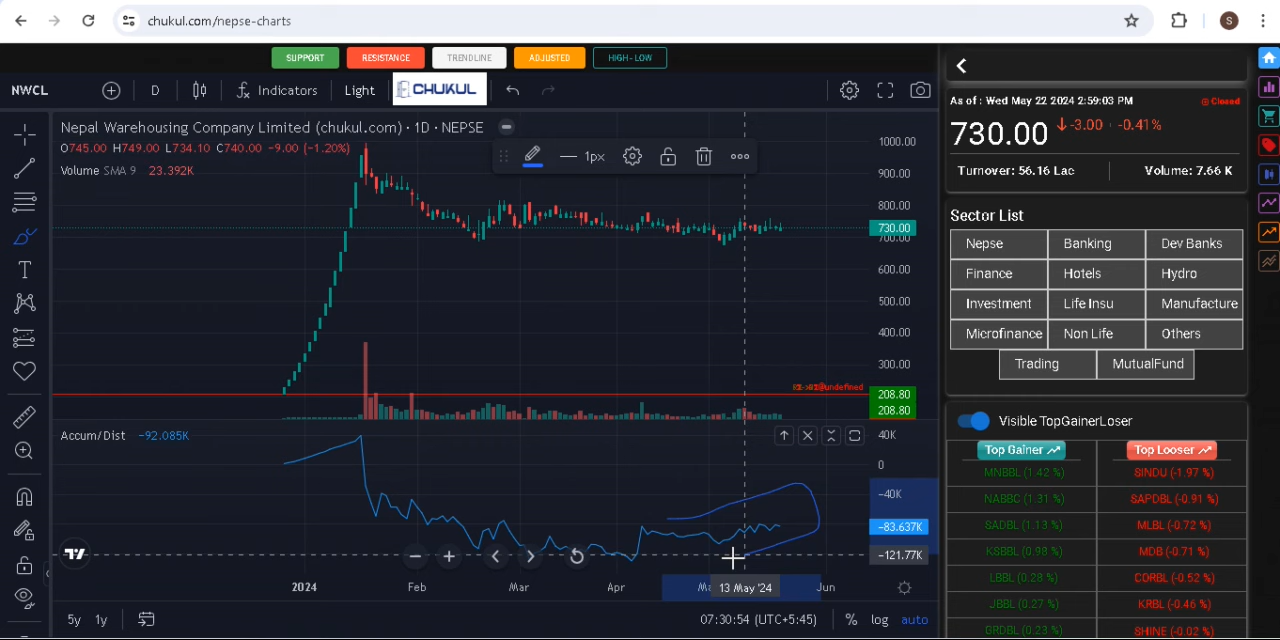 chukul.com/nepse-charts
S
SUPPORT RESISTANCE TRENDLINE ADJUSTED HIGH - LOW
NWCL D Indicators Light CHUKUL
Nepal Warehousing Company Limited (chukul.com) · 1D · NEPSE
O745.00 H749.00 L734.10 C740.00 -9.00 (-1.20%)
Volume SMA 9 23.392K
1px
1000.00
900.00
800.00
730.00
700.00
600.00
500.00
400.00
300.00
208.80
208.80
Accum/Dist -92.085K
40K
0
-40K
-83.637K
-121.77K
2024 Feb Mar Apr 13 May '24 Jun
5y 1y 07:30:54 (UTC+5:45) % log auto
As of : Wed May 22 2024 2:59:03 PM Closed
730.00 -3.00 · -0.41%
Turnover: 56.16 Lac Volume: 7.66 K
Sector List
Nepse Banking Dev Banks
Finance Hotels Hydro
Investment Life Insu Manufacture
Microfinance Non Life Others
Trading MutualFund
Visible TopGainerLoser
Top Gainer Top Looser
MNBBL (1.42 %) SINDU (-1.97 %)
NABBC (1.31 %) SAPDBL (-0.91 %)
SADBL (1.13 %) MLBL (-0.72 %)
KSBBL (0.98 %) MDB (-0.71 %)
LBBL (0.28 %) CORBL (-0.52 %)
JBBL (0.27 %) KRBL (-0.46 %)
GRDBL (0.23 %) SHINE (-0.02 %)